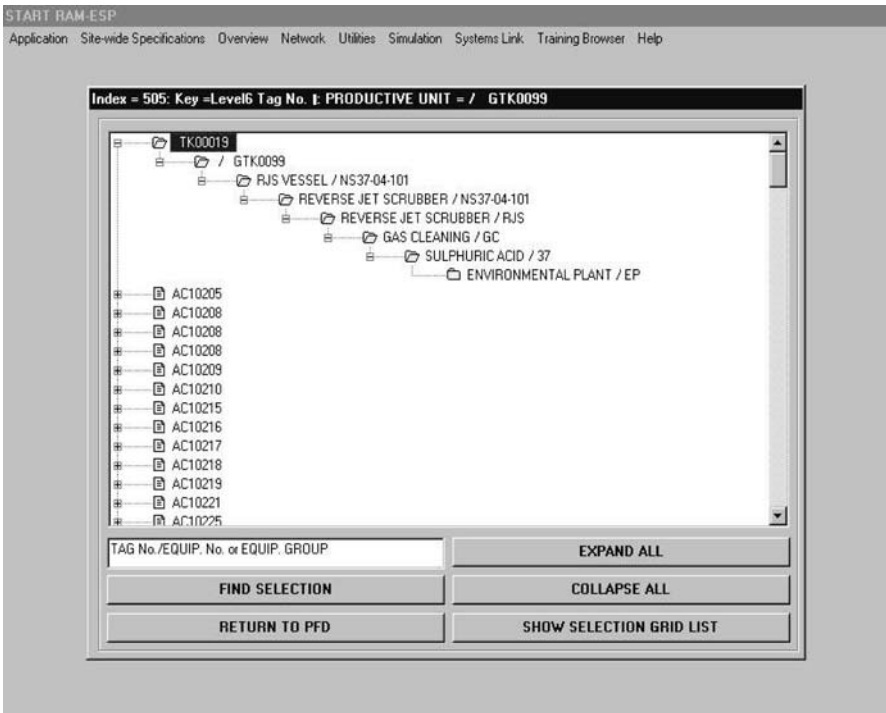 START RAM-ESP
Application Site-wide Specifications Overview Network Utilities Simulation Systems Link Training Browser Help
Index = 505: Key =Level6 Tag No. : PRODUCTIVE UNIT = / GTK0099
TK00019
/ GTK0099
RJS VESSEL / NS37-04-101
REVERSE JET SCRUBBER / NS37-04-101
REVERSE JET SCRUBBER / RJS
GAS CLEANING / GC
SULPHURIC ACID / 37
ENVIRONMENTAL PLANT / EP
AC10205
AC10208
AC10208
AC10208
AC10209
AC10210
AC10215
AC10216
AC10217
AC10218
AC10219
AC10221
AC10225
TAG No./EQUIP. No. or EQUIP. GROUP
EXPAND ALL
FIND SELECTION
COLLAPSE ALL
RETURN TO PFD
SHOW SELECTION GRID LIST